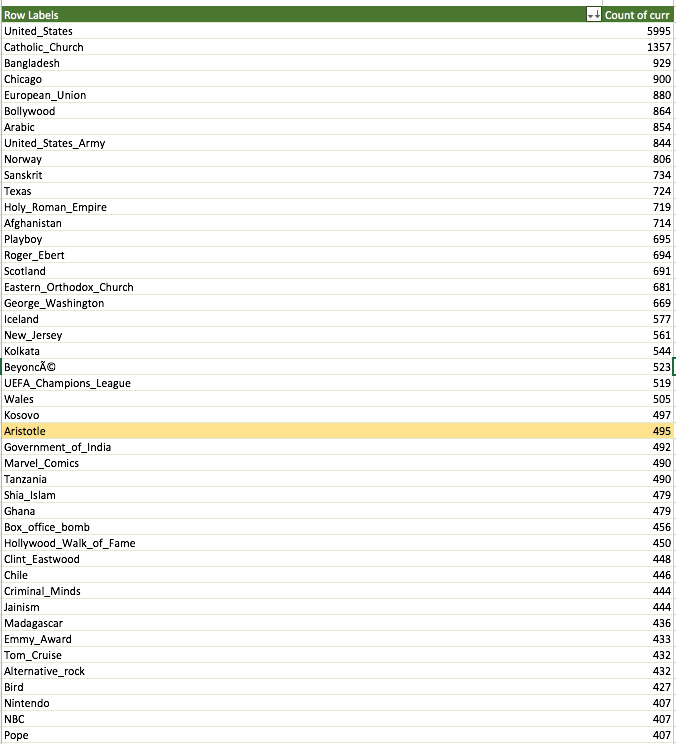 Row Labels Count of curr
United_States 5995
Catholic_Church 1357
Bangladesh 929
Chicago 900
European_Union 880
Bollywood 864
Arabic 854
United_States_Army 844
Norway 806
Sanskrit 734
Texas 724
Holy_Roman_Empire 719
Afghanistan 714
Playboy 695
Roger_Ebert 694
Scotland 691
Eastern_Orthodox_Church 681
George_Washington 669
Iceland 577
New_Jersey 561
Kolkata 544
BeyoncÃ© 523
UEFA_Champions_League 519
Wales 505
Kosovo 497
Aristotle 495
Government_of_India 492
Marvel_Comics 490
Tanzania 490
Shia_Islam 479
Ghana 479
Box_office_bomb 456
Hollywood_Walk_of_Fame 450
Clint_Eastwood 448
Chile 446
Criminal_Minds 444
Jainism 444
Madagascar 436
Emmy_Award 433
Tom_Cruise 432
Alternative_rock 432
Bird 427
Nintendo 407
NBC 407
Pope 407